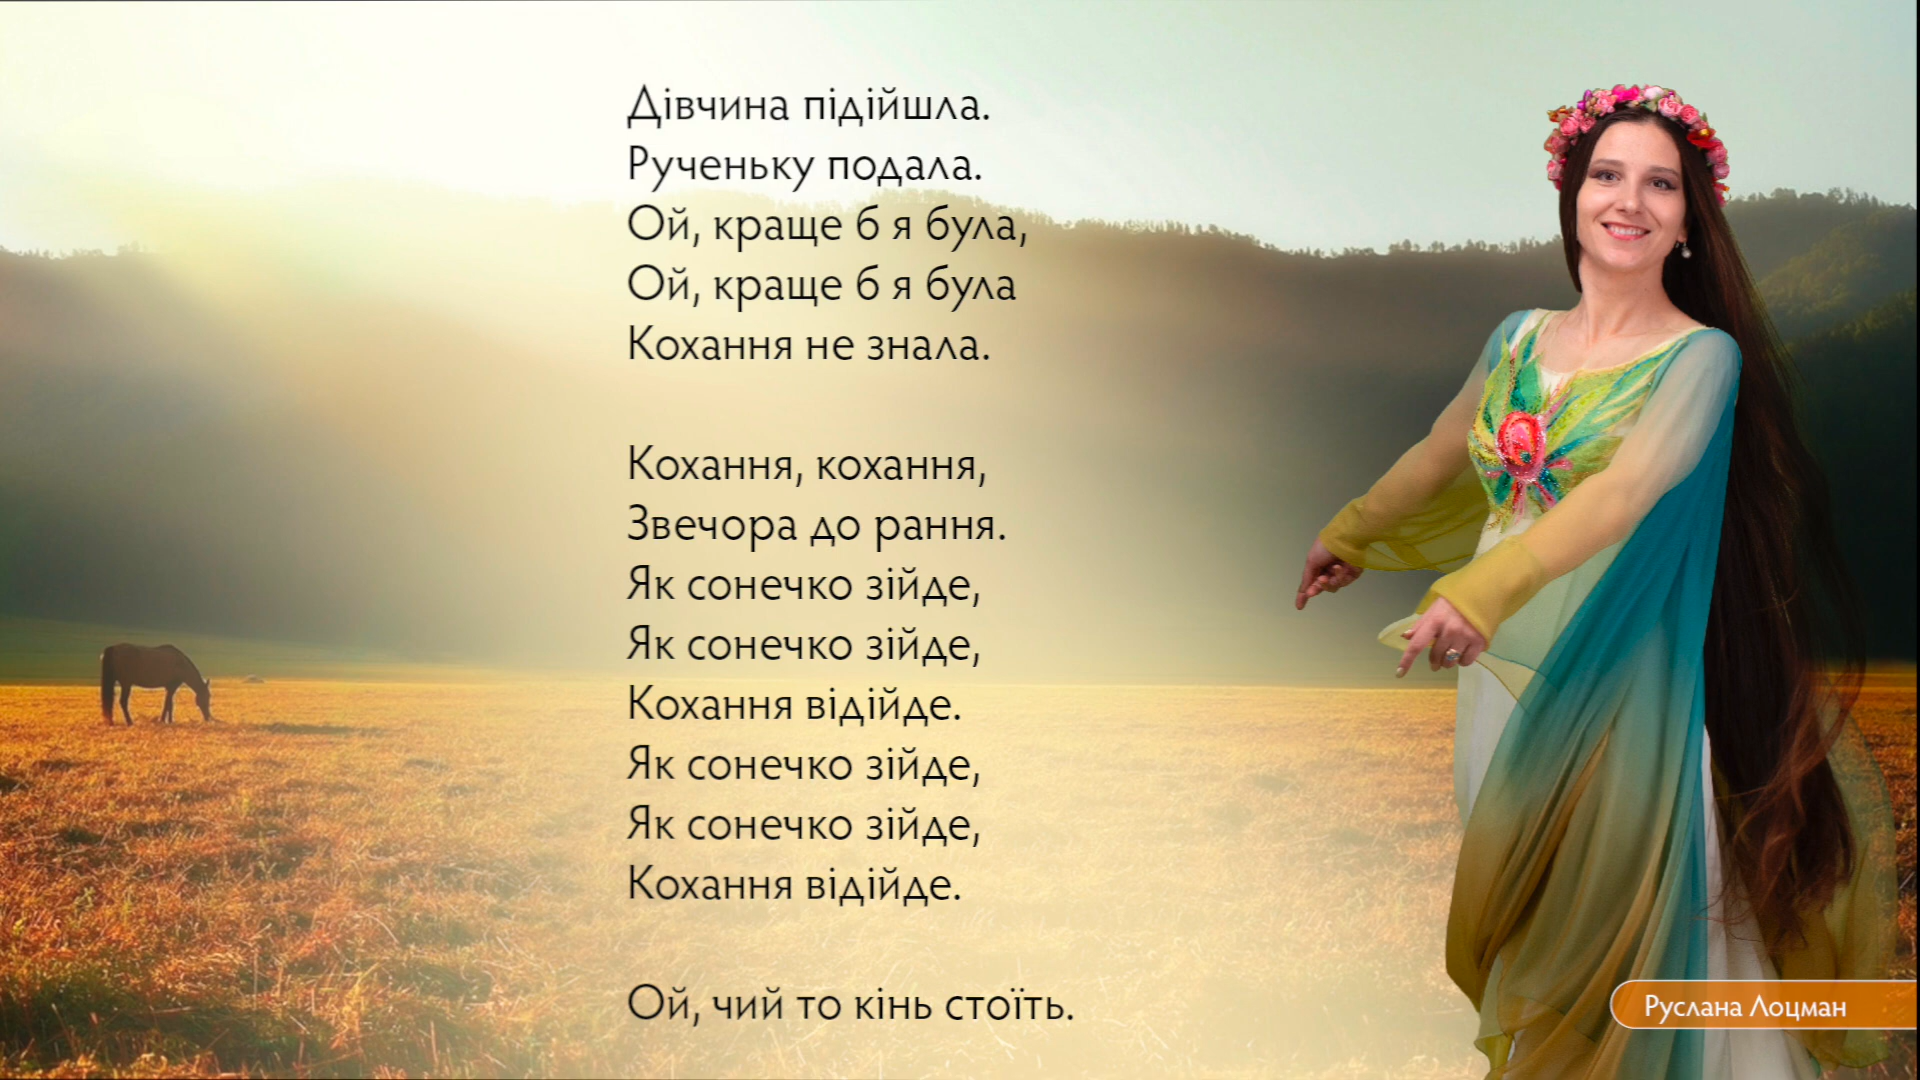 Дівчина підійшла.
Рученьку подала.
Ой, краще б я була,
Ой, краще б я була
Кохання не знала.
Кохання, кохання,
Звечора до рання.
Як сонечко зійде,
Як сонечко зійде,
Кохання відійде.
Як сонечко зійде,
Як сонечко зійде,
Кохання відійде.
Ой, чий то кінь стоїть.
Руслана Лоцман